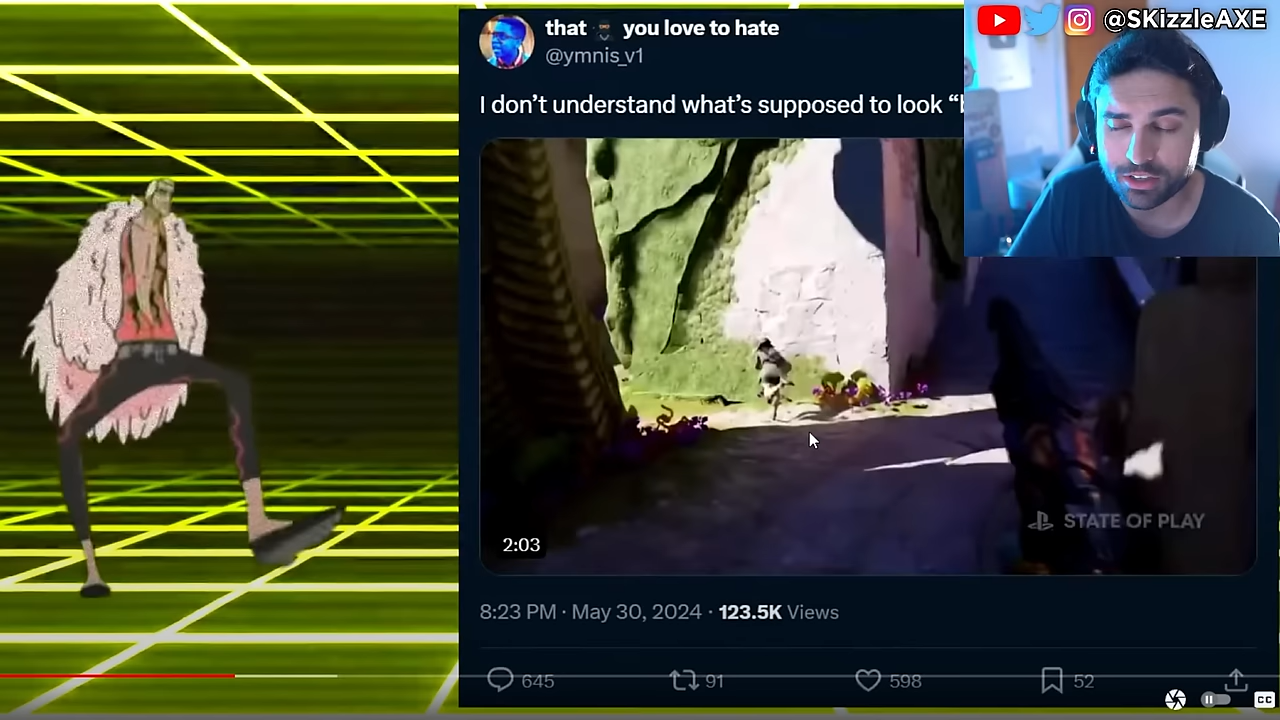 that 🥷 you love to hate
@ymnis_v1
@SKizzleAXE
I don’t understand what’s supposed to look “
STATE OF PLAY
2:03
8:23 PM · May 30, 2024 · 123.5K Views
645
91
598
52
CC